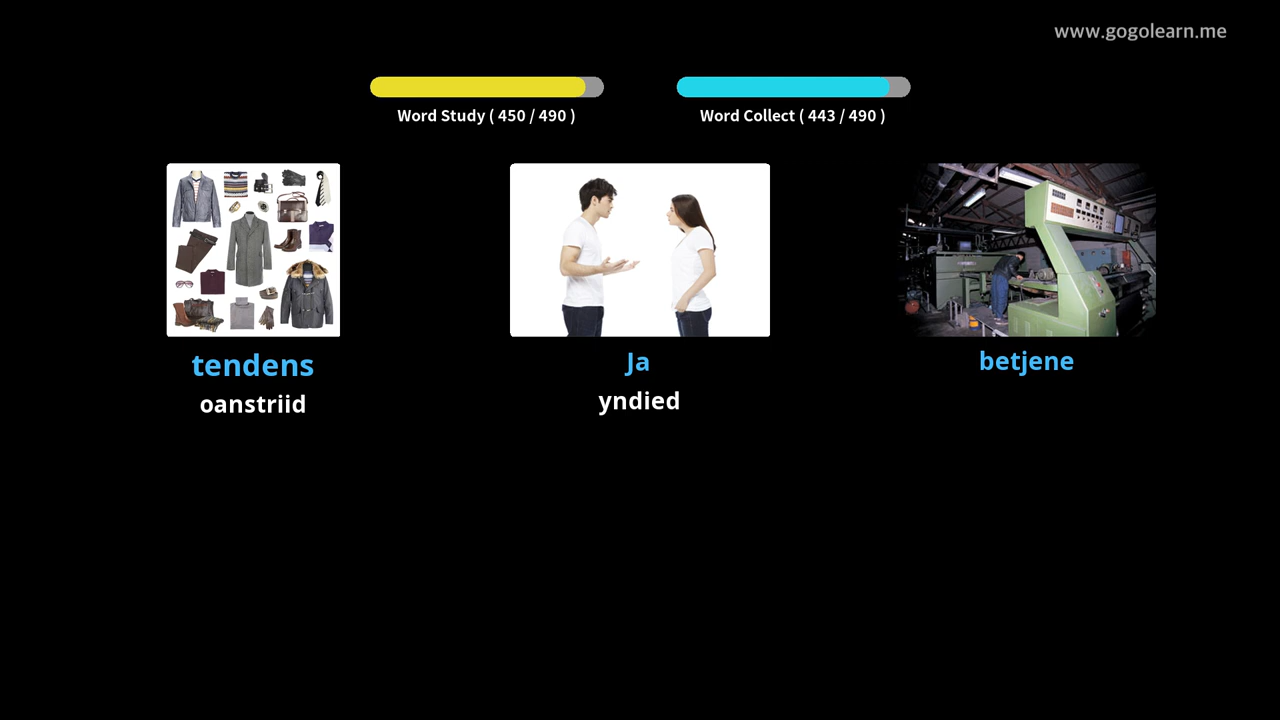 www.gogolearn.me
Word Study ( 450 / 490 )
Word Collect ( 443 / 490 )
tendens
oanstriid
Ja
yndied
betjene